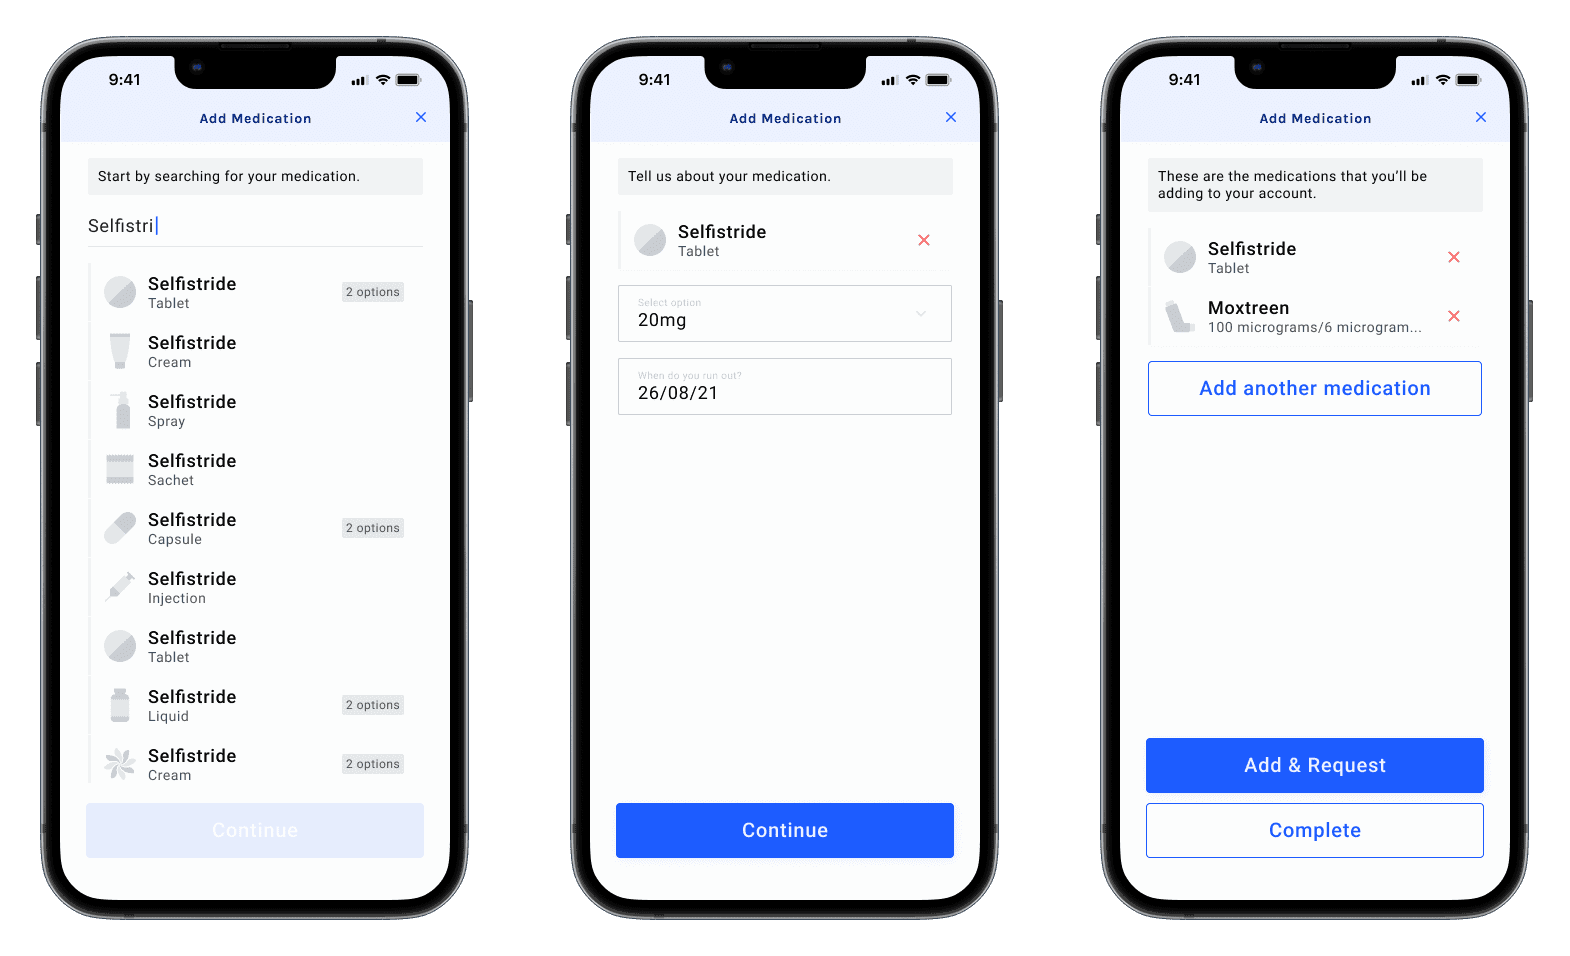 9:41
Add Medication
Start by searching for your medication.
Selfistri
Selfistride
Tablet
2 options
Selfistride
Cream
Selfistride
Spray
Selfistride
Sachet
Selfistride
Capsule
2 options
Selfistride
Injection
Selfistride
Tablet
Selfistride
Liquid
2 options
Selfistride
Cream
2 options
Continue
9:41
Add Medication
Tell us about your medication.
Selfistride
Tablet
Select option
20mg
When do you run out?
26/08/21
Continue
9:41
Add Medication
These are the medications that you’ll be
adding to your account.
Selfistride
Tablet
Moxtreen
100 micrograms/6 microgram...
Add another medication
Add & Request
Complete